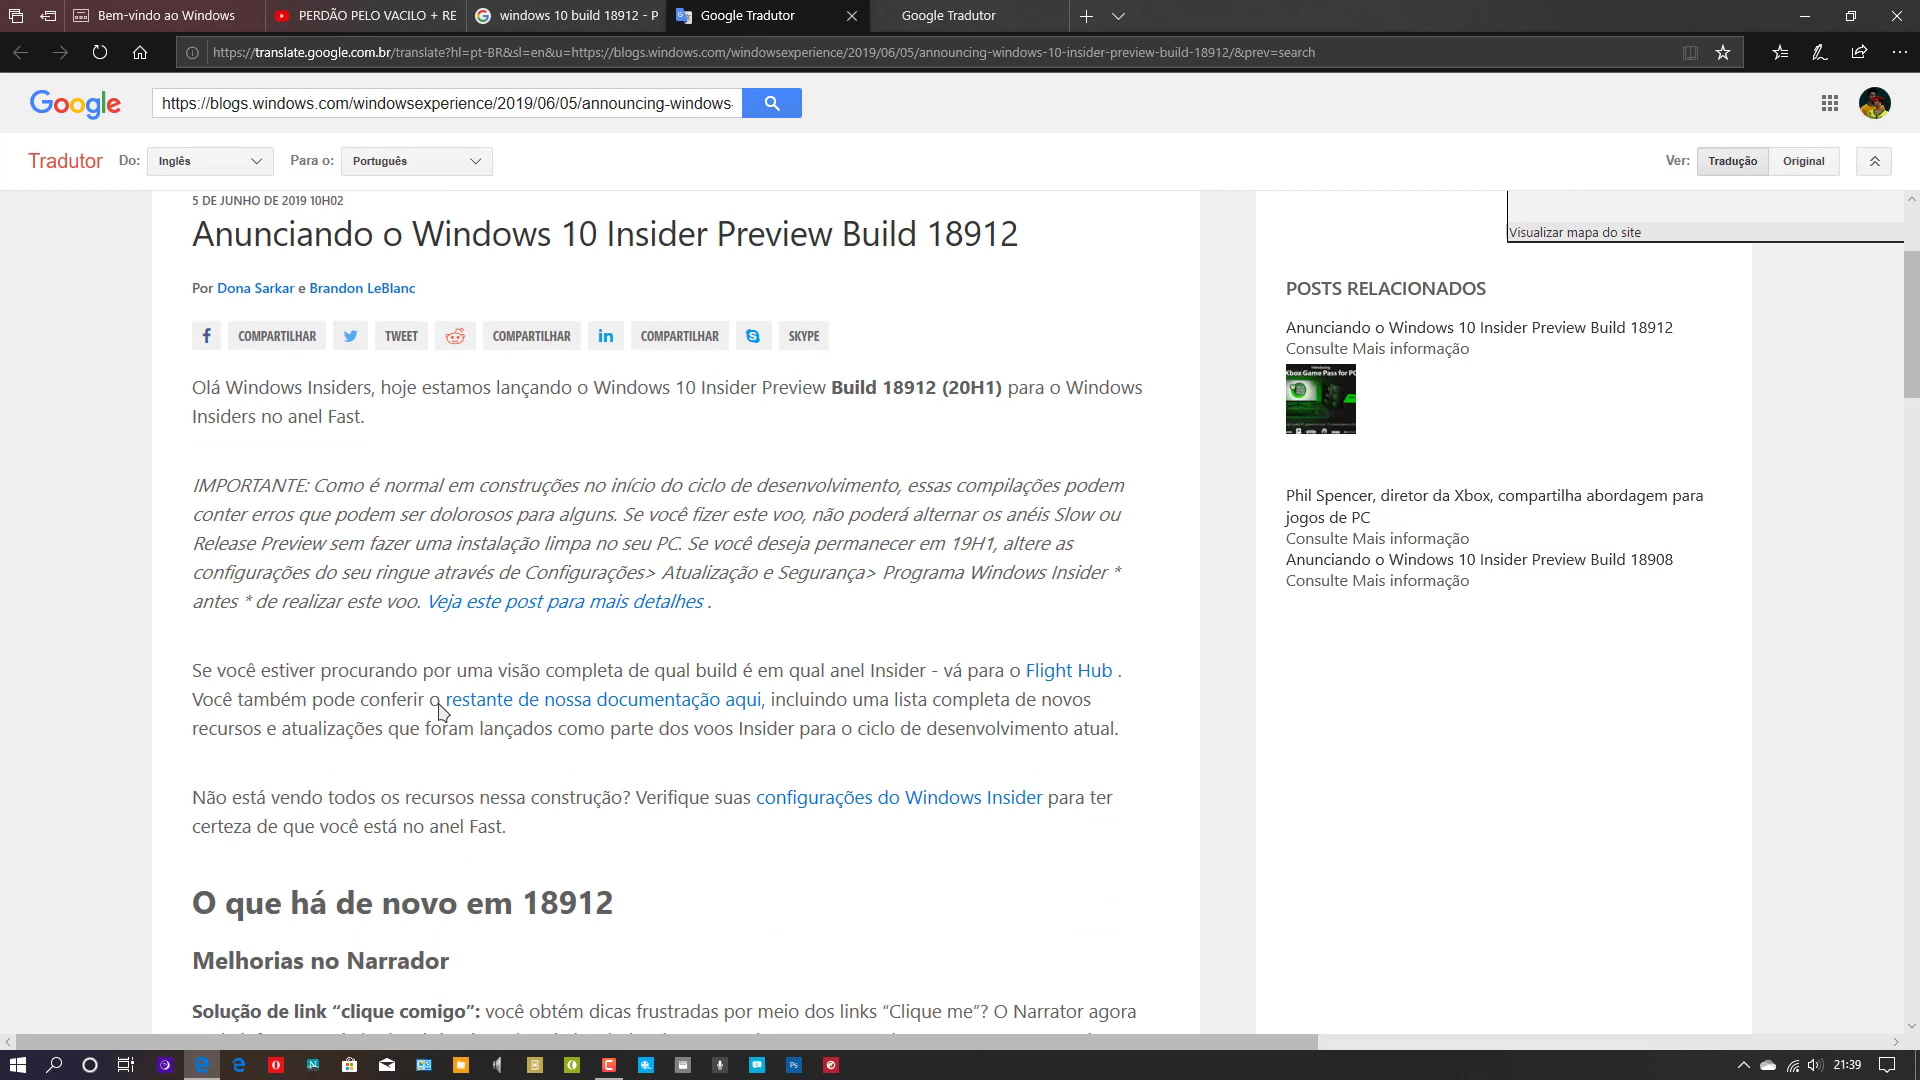 Bem-vindo ao Windows
PERDÃO PELO VACILO + RE
windows 10 build 18912 - P
Google Tradutor
Google Tradutor
https://translate.google.com.br/translate?hl=pt-BR&sl=en&u=https://blogs.windows.com/windowsexperience/2019/06/05/announcing-windows-10-insider-preview-build-18912/&prev=search
Google
https://blogs.windows.com/windowsexperience/2019/06/05/announcing-windows-
Tradutor
Do:
Inglês
Para o:
Português
Ver:
Tradução
Original
5 DE JUNHO DE 2019 10H02
Anunciando o Windows 10 Insider Preview Build 18912
Por Dona Sarkar e Brandon LeBlanc
COMPARTILHAR
TWEET
COMPARTILHAR
COMPARTILHAR
SKYPE
Olá Windows Insiders, hoje estamos lançando o Windows 10 Insider Preview Build 18912 (20H1) para o Windows
Insiders no anel Fast.
IMPORTANTE: Como é normal em construções no início do ciclo de desenvolvimento, essas compilações podem
conter erros que podem ser dolorosos para alguns. Se você fizer este voo, não poderá alternar os anéis Slow ou
Release Preview sem fazer uma instalação limpa no seu PC. Se você deseja permanecer em 19H1, altere as
configurações do seu ringue através de Configurações> Atualização e Segurança> Programa Windows Insider *
antes * de realizar este voo. Veja este post para mais detalhes .
Se você estiver procurando por uma visão completa de qual build é em qual anel Insider - vá para o Flight Hub .
Você também pode conferir o restante de nossa documentação aqui, incluindo uma lista completa de novos
recursos e atualizações que foram lançados como parte dos voos Insider para o ciclo de desenvolvimento atual.
Não está vendo todos os recursos nessa construção? Verifique suas configurações do Windows Insider para ter
certeza de que você está no anel Fast.
O que há de novo em 18912
Melhorias no Narrador
Solução de link “clique comigo”: você obtém dicas frustradas por meio dos links “Clique me”? O Narrator agora
Visualizar mapa do site
POSTS RELACIONADOS
Anunciando o Windows 10 Insider Preview Build 18912
Consulte Mais informação
Xbox Game Pass for PC
Phil Spencer, diretor da Xbox, compartilha abordagem para
jogos de PC
Consulte Mais informação
Anunciando o Windows 10 Insider Preview Build 18908
Consulte Mais informação
21:39